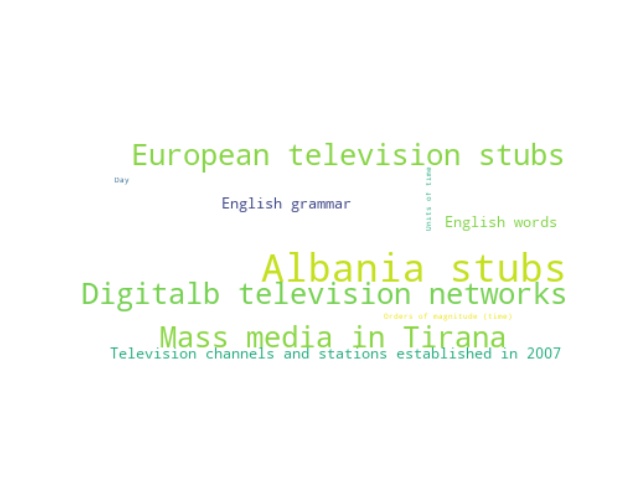 European television stubs
Day
Units of time
English grammar
English words
Albania stubs
Digitalb television networks
Orders of magnitude (time)
Mass media in Tirana
Television channels and stations established in 2007